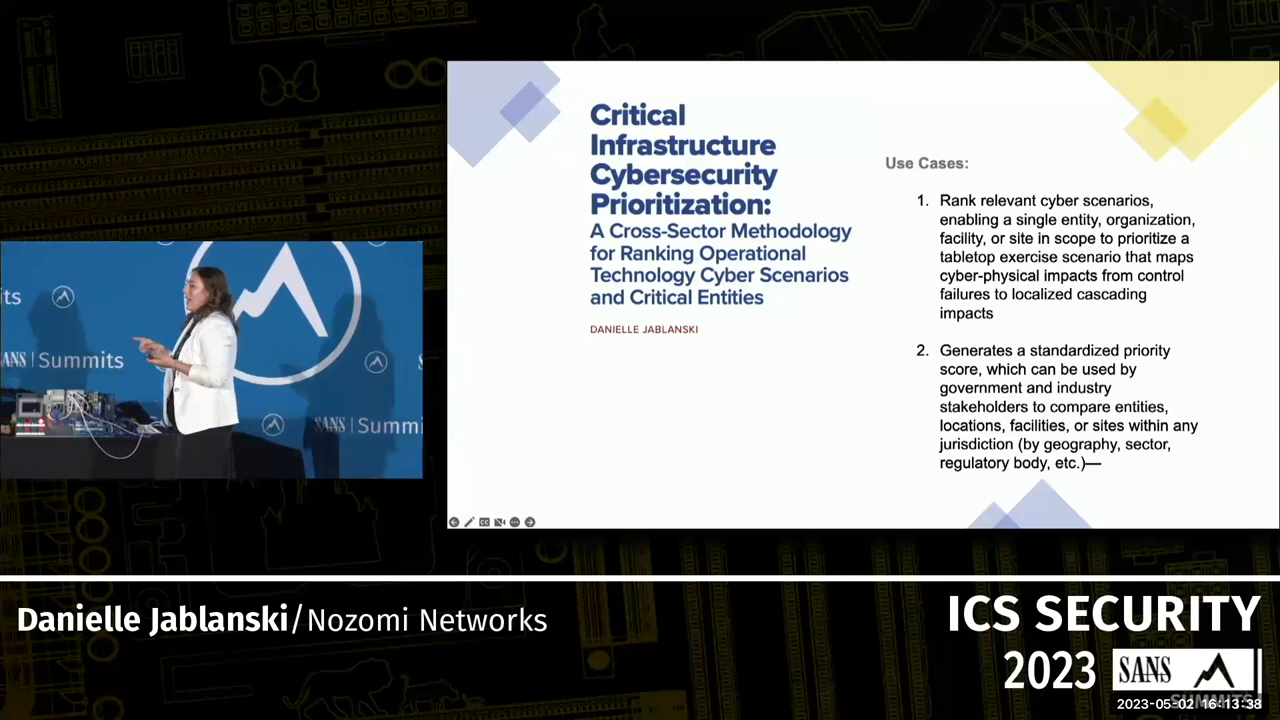 Critical
Infrastructure
Cybersecurity
Prioritization:
A Cross-Sector Methodology
for Ranking Operational
Technology Cyber Scenarios
and Critical Entities
DANIELLE JABLANSKI
Use Cases:
1. Rank relevant cyber scenarios,
enabling a single entity, organization,
facility, or site in scope to prioritize a
tabletop exercise scenario that maps
cyber-physical impacts from control
failures to localized cascading
impacts
2. Generates a standardized priority
score, which can be used by
government and industry
stakeholders to compare entities,
locations, facilities, or sites within any
jurisdiction (by geography, sector,
regulatory body, etc.)—
its
SANS | Summits
SANS | Summi
Danielle Jablanski/Nozomi Networks
ICS SECURITY
2023 SANS
SUMMITS
2023-05-02 16:13:38